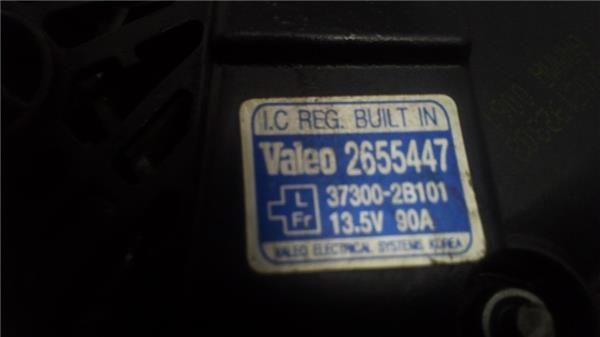 I.C REG. BUILT IN
Valeo 2655447
L
Fr
37300-2B101
13.5V 90A
VALEO ELECTRICAL SYSTEMS KOREA